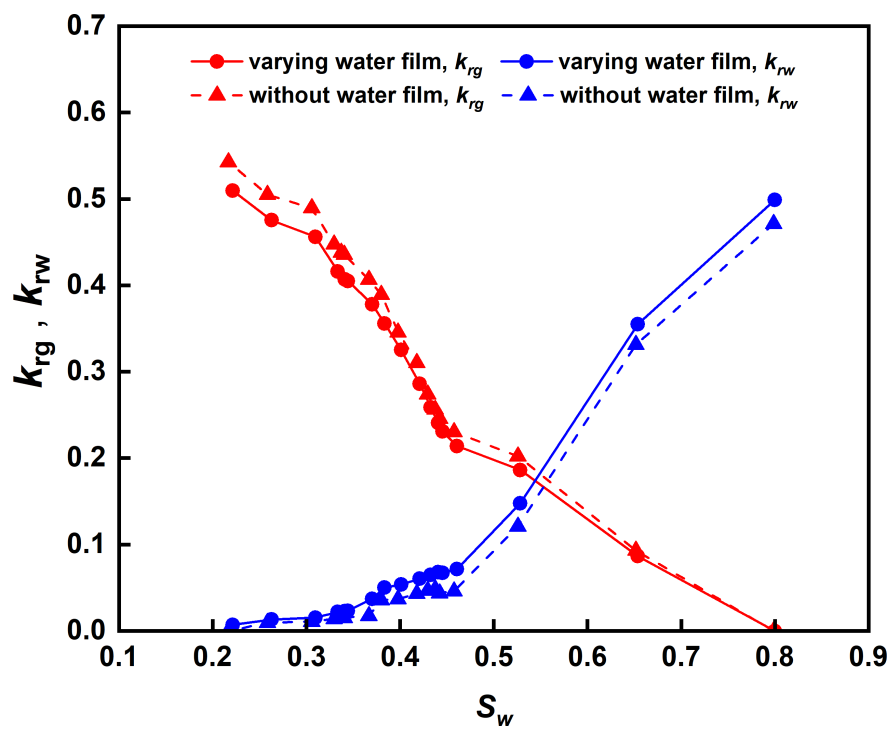 0.7
0.6
0.5
0.4
0.3
0.2
0.1
0.0
varying water film, krg
varying water film, krw
without water film, krg
without water film, krw
krg , krw
0.1 0.2 0.3 0.4 0.5 0.6 0.7 0.8 0.9
Sw